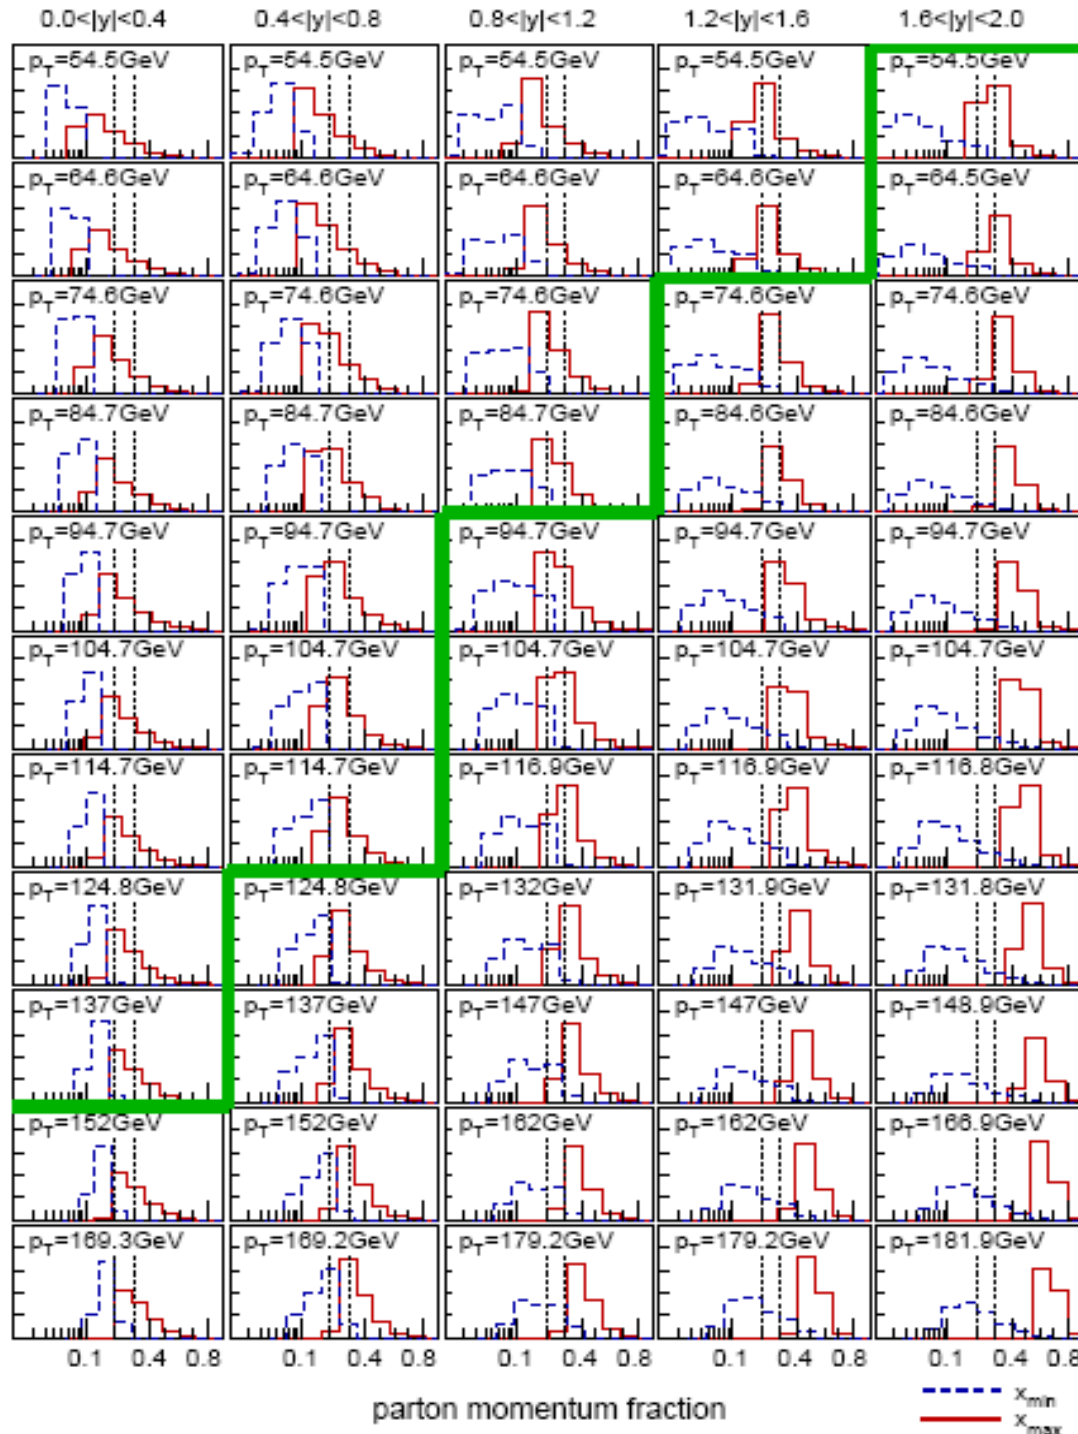 0.0<|y|<0.4 0.4<|y|<0.8 0.8<|y|<1.2 1.2<|y|<1.6 1.6<|y|<2.0
pT=54.5GeV pT=54.5GeV pT=54.5GeV pT=54.5GeV pT=54.5GeV
pT=64.6GeV pT=64.6GeV pT=64.6GeV pT=64.6GeV pT=64.5GeV
pT=74.6GeV pT=74.6GeV pT=74.6GeV pT=74.6GeV pT=74.6GeV
pT=84.7GeV pT=84.7GeV pT=84.7GeV pT=84.6GeV pT=84.6GeV
pT=94.7GeV pT=94.7GeV pT=94.7GeV pT=94.7GeV pT=94.7GeV
pT=104.7GeV pT=104.7GeV pT=104.7GeV pT=104.7GeV pT=104.7GeV
pT=114.7GeV pT=114.7GeV pT=116.9GeV pT=116.9GeV pT=116.8GeV
pT=124.8GeV pT=124.8GeV pT=132GeV pT=131.9GeV pT=131.8GeV
pT=137GeV pT=137GeV pT=147GeV pT=147GeV pT=148.9GeV
pT=152GeV pT=152GeV pT=162GeV pT=162GeV pT=166.9GeV
pT=169.3GeV pT=169.2GeV pT=179.2GeV pT=179.2GeV pT=181.9GeV
0.1 0.4 0.8 0.1 0.4 0.8 0.1 0.4 0.8 0.1 0.4 0.8 0.1 0.4 0.8
parton momentum fraction
xmin
xmax